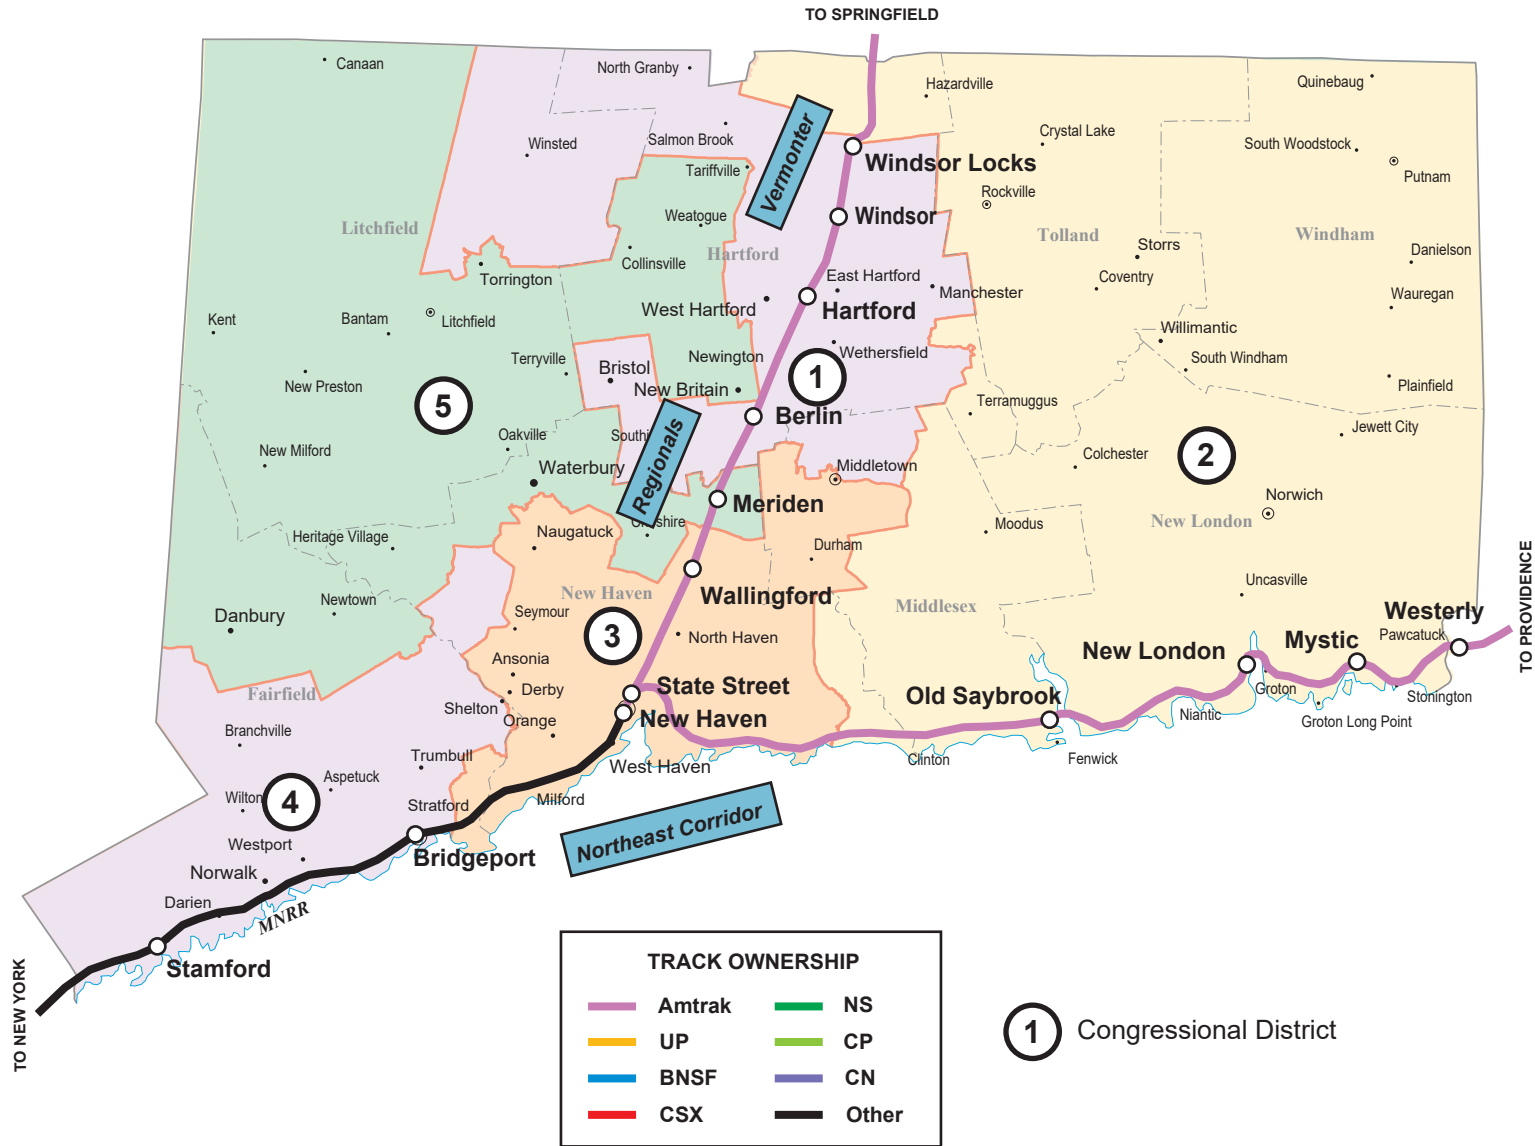 TO SPRINGFIELD
Canaan
North Granby
Hazardville
Quinebaug
Winsted
Salmon Brook
Vermonter
Crystal Lake
South Woodstock
Tariffville
Windsor Locks
Putnam
Rockville
Weatogue
Windsor
Litchfield
Hartford
Tolland
Windham
Storrs
Danielson
Collinsville
Torrington
East Hartford
Coventry
Manchester
Wauregan
West Hartford
Hartford
Kent
Bantam
Litchfield
Willimantic
Wethersfield
South Windham
Terryville
Newington
Bristol
New Preston
New Britain
1
Plainfield
5
Terramuggus
Berlin
Jewett City
Oakville
Regionals
2
New Milford
Colchester
Waterbury
Middletown
Norwich
Meriden
New London
Moodus
Naugatuck
Heritage Village
Durham
Uncasville
New Haven
Wallingford
Middlesex
Newtown
Danbury
Seymour
3
North Haven
Westerly
Pawcatuck
Mystic
TO PROVIDENCE
New London
Ansonia
Fairfield
Derby
State Street
Old Saybrook
Groton
Stonington
Shelton
Orange
New Haven
Niantic
Groton Long Point
Branchville
Trumbull
West Haven
Clinton
Fenwick
Aspetuck
Wilton
4
Stratford
Milford
Northeast Corridor
Westport
Bridgeport
Norwalk
Darien
MNRR
Stamford
TO NEW YORK
TRACK OWNERSHIP
Amtrak
NS
UP
CP
BNSF
CN
CSX
Other
1 Congressional District